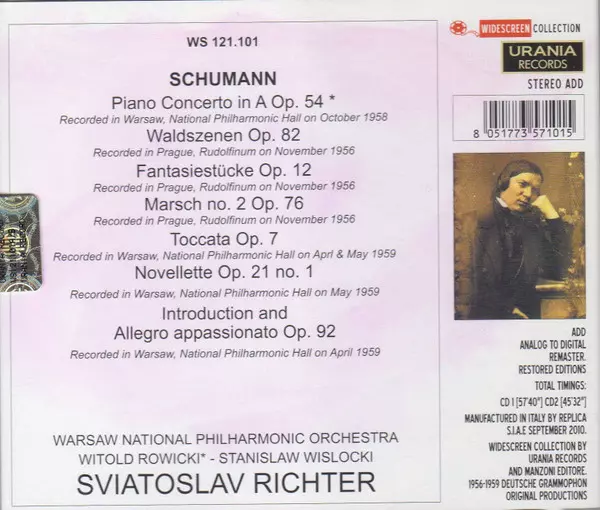 WS 121.101
SCHUMANN
Piano Concerto in A Op. 54 *
Recorded in Warsaw, National Philharmonic Hall on October 1958
Waldszenen Op. 82
Recorded in Prague, Rudolfinum on November 1956
Fantasiestücke Op. 12
Recorded in Prague, Rudolfinum on November 1956
Marsch no. 2 Op. 76
Recorded in Prague, Rudolfinum on November 1956
Toccata Op. 7
Recorded in Warsaw, National Philharmonic Hall on Aprl & May 1959
Novellette Op. 21 no. 1
Recorded in Warsaw, National Philharmonic Hall on May 1959
Introduction and
Allegro appassionato Op. 92
Recorded in Warsaw, National Philharmonic Hall on April 1959
WARSAW NATIONAL PHILHARMONIC ORCHESTRA
WITOLD ROWICKI* - STANISLAW WISLOCKI
SVIATOSLAV RICHTER
WIDESCREEN COLLECTION
URANIA
RECORDS
STEREO ADD
8 051773 571015
ADD
ANALOG TO DIGITAL
REMASTER.
RESTORED EDITIONS
TOTAL TIMINGS:
CD 1 [57'40"] CD2 [45'32"]
MANUFACTURED IN ITALY BY REPLICA
S.I.A.E SEPTEMBER 2010.
WIDESCREEN COLLECTION BY
URANIA RECORDS
AND MANZONI EDITORE.
1956-1959 DEUTSCHE GRAMMOPHON
ORIGINAL PRODUCTIONS